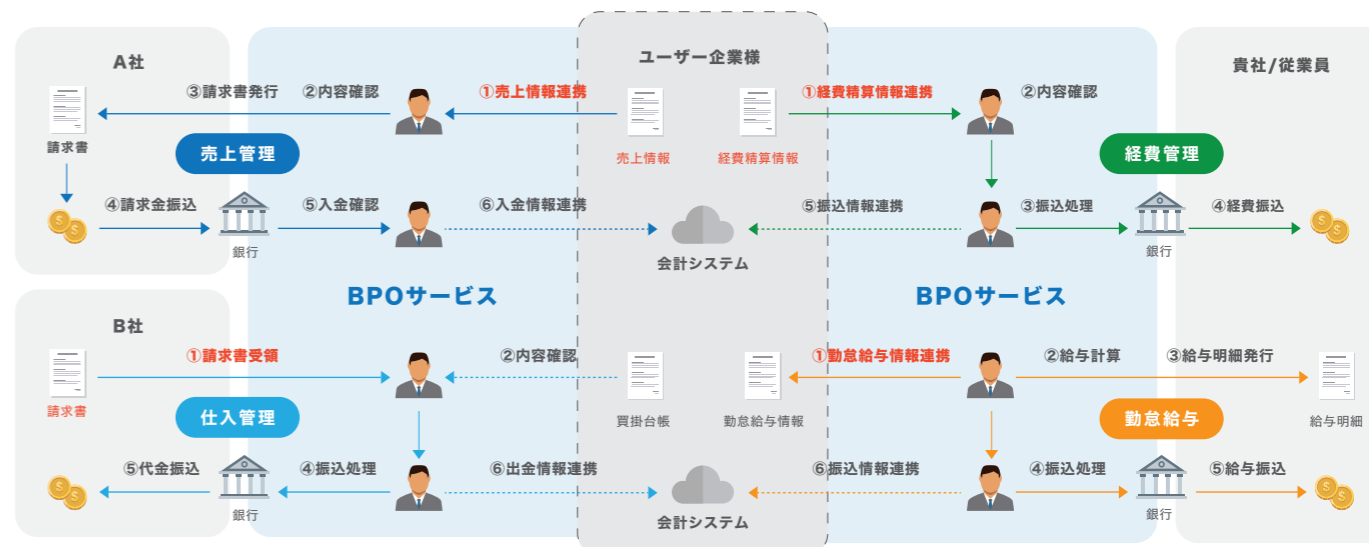 A社
③請求書発行
②内容確認
①売上情報連携
請求書
売上管理
④請求金振込
⑤入金確認
⑥入金情報連携
銀行
ユーザー企業様
売上情報
経費精算情報
会計システム
①経費精算情報連携
②内容確認
貴社/従業員
経費管理
⑤振込情報連携
③振込処理
④経費振込
銀行
BPOサービス
BPOサービス
B社
①請求書受領
②内容確認
請求書
仕入管理
買掛台帳
勤怠給与情報
⑤代金振込
④振込処理
⑥出金情報連携
銀行
会計システム
①勤怠給与情報連携
②給与計算
③給与明細発行
勤怠給与
給与明細
⑥振込情報連携
④振込処理
⑤給与振込
銀行